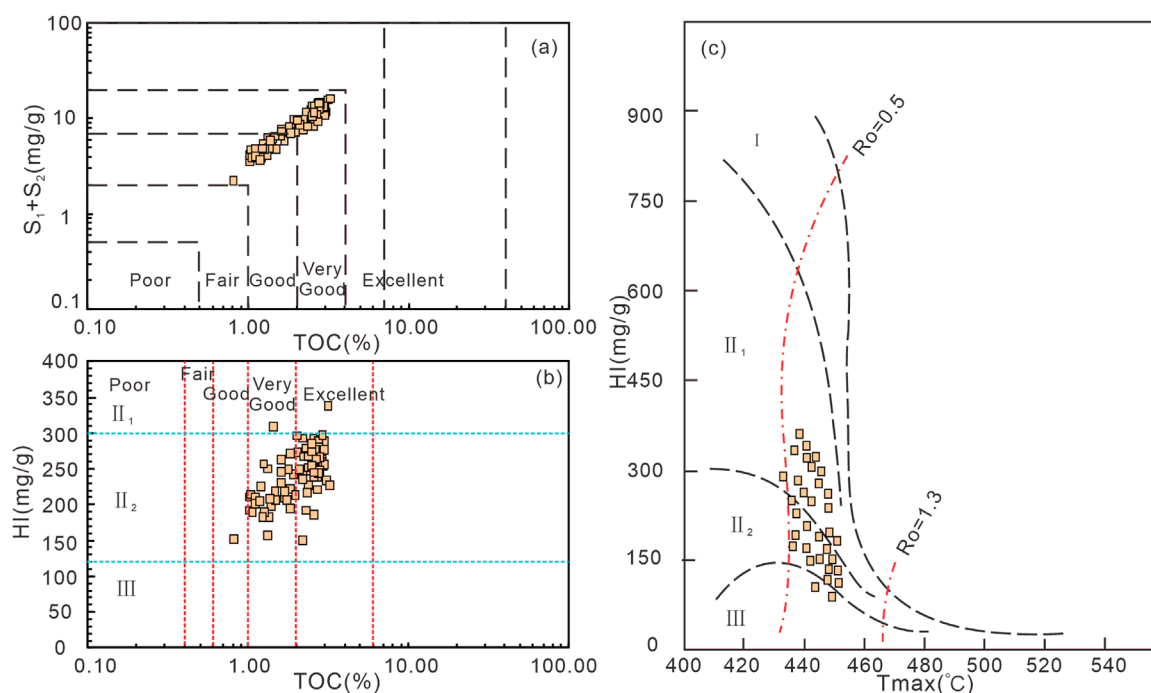 (a)
S₁+S₂(mg/g)
100
10
1
0.1
Poor
Fair
Good
Very
Good
Excellent
0.10
1.00
10.00
100.00
TOC(%)
(b)
HI(mg/g)
400
350
300
250
200
150
100
50
0
Poor
Fair
Good
Very
Good
Excellent
Ⅱ₁
Ⅱ₂
Ⅲ
0.10
1.00
10.00
100.00
TOC(%)
(c)
HI(mg/g)
900
750
600
450
300
150
0
Ⅰ
Ⅱ₁
Ⅱ₂
Ⅲ
Ro=0.5
Ro=1.3
400
420
440
460
480
500
520
540
Tmax(℃)